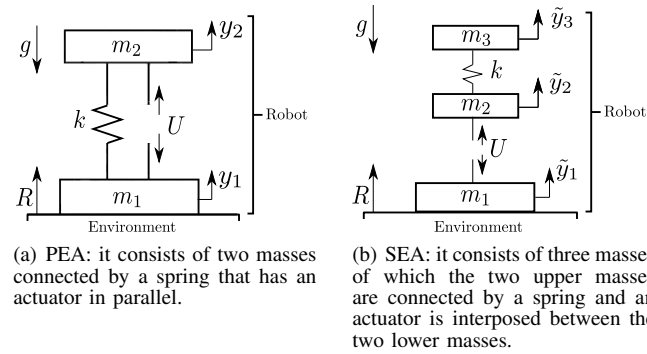 g
m₂
y₂
k
U
Robot
R
m₁
y₁
Environment
(a) PEA: it consists of two masses
connected by a spring that has an
actuator in parallel.
g
m₃
ỹ₃
k
m₂
ỹ₂
U
Robot
R
m₁
ỹ₁
Environment
(b) SEA: it consists of three masse
of which the two upper masse
are connected by a spring and an
actuator is interposed between the
two lower masses.